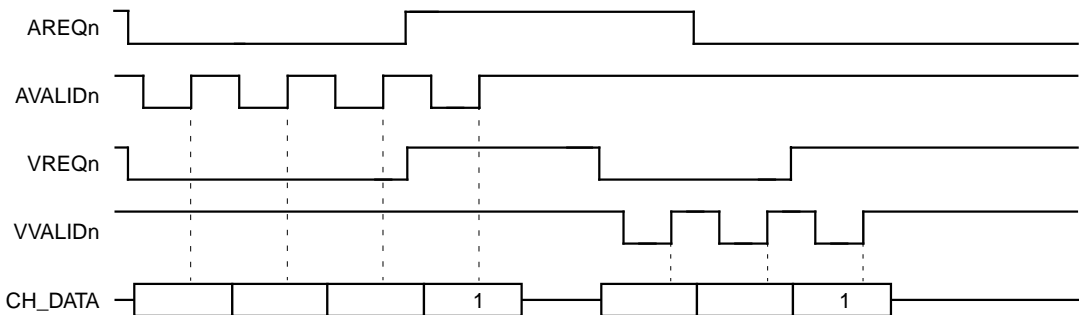 AREQn
AVALIDn
VREQn
VVALIDn
CH_DATA 1 1